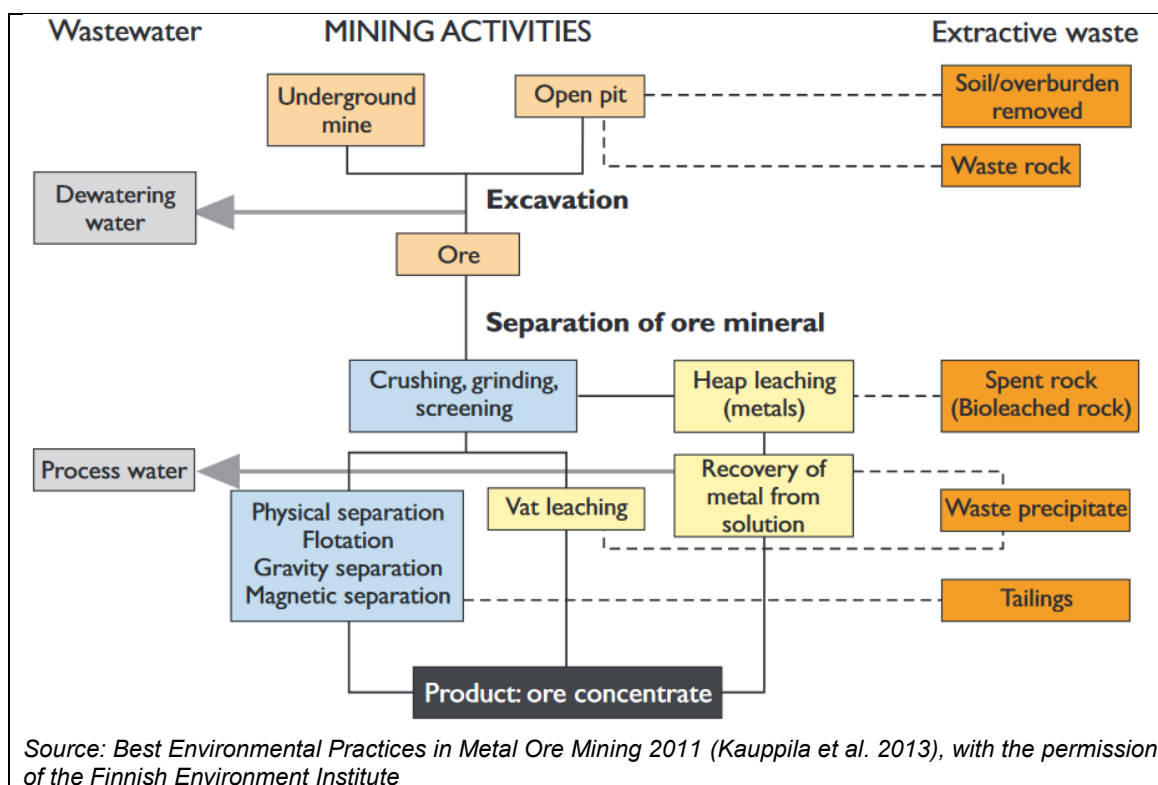 Wastewater
MINING ACTIVITIES
Extractive waste
Underground
mine
Open pit
Soil/overburden
removed
Waste rock
Dewatering
water
Excavation
Ore
Separation of ore mineral
Crushing, grinding,
screening
Heap leaching
(metals)
Spent rock
(Bioleached rock)
Process water
Physical separation
Flotation
Gravity separation
Magnetic separation
Vat leaching
Recovery of
metal from
solution
Waste precipitate
Tailings
Product: ore concentrate
Source: Best Environmental Practices in Metal Ore Mining 2011 (Kauppila et al. 2013), with the permission
of the Finnish Environment Institute